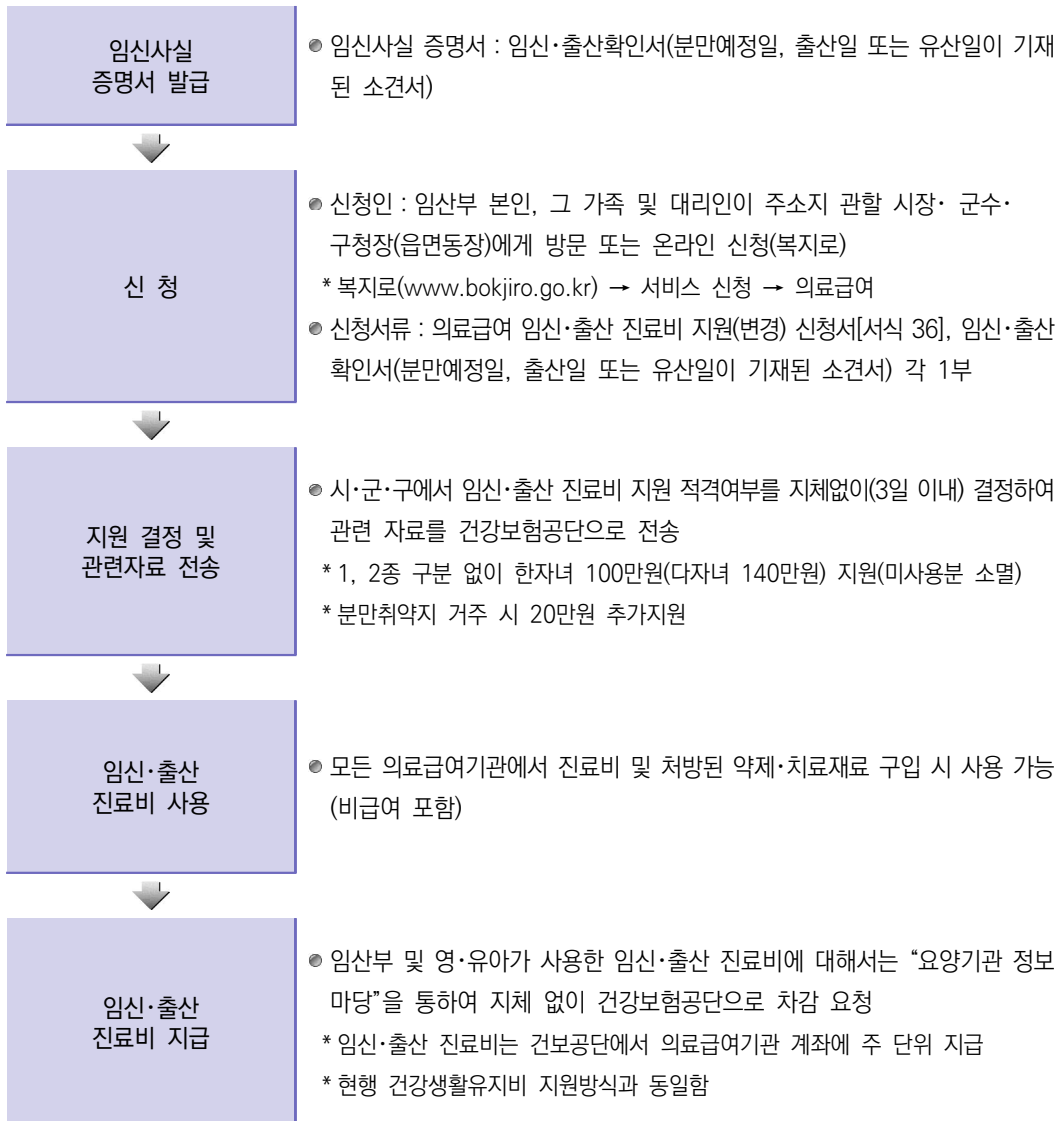 임신사실
증명서 발급
● 임신사실 증명서 : 임신·출산확인서(분만예정일, 출산일 또는 유산일이 기재
된 소견서)
신 청
● 신청인 : 임산부 본인, 그 가족 및 대리인이 주소지 관할 시장· 군수·
구청장(읍면동장)에게 방문 또는 온라인 신청(복지로)
* 복지로(www.bokjiro.go.kr) → 서비스 신청 → 의료급여
● 신청서류 : 의료급여 임신·출산 진료비 지원(변경) 신청서[서식 36], 임신·출산
확인서(분만예정일, 출산일 또는 유산일이 기재된 소견서) 각 1부
지원 결정 및
관련자료 전송
● 시·군·구에서 임신·출산 진료비 지원 적격여부를 지체없이(3일 이내) 결정하여
관련 자료를 건강보험공단으로 전송
* 1, 2종 구분 없이 한자녀 100만원(다자녀 140만원) 지원(미사용분 소멸)
* 분만취약지 거주 시 20만원 추가지원
임신·출산
진료비 사용
● 모든 의료급여기관에서 진료비 및 처방된 약제·치료재료 구입 시 사용 가능
(비급여 포함)
임신·출산
진료비 지급
● 임산부 및 영·유아가 사용한 임신·출산 진료비에 대해서는 “요양기관 정보
마당”을 통하여 지체 없이 건강보험공단으로 차감 요청
* 임신·출산 진료비는 건보공단에서 의료급여기관 계좌에 주 단위 지급
* 현행 건강생활유지비 지원방식과 동일함